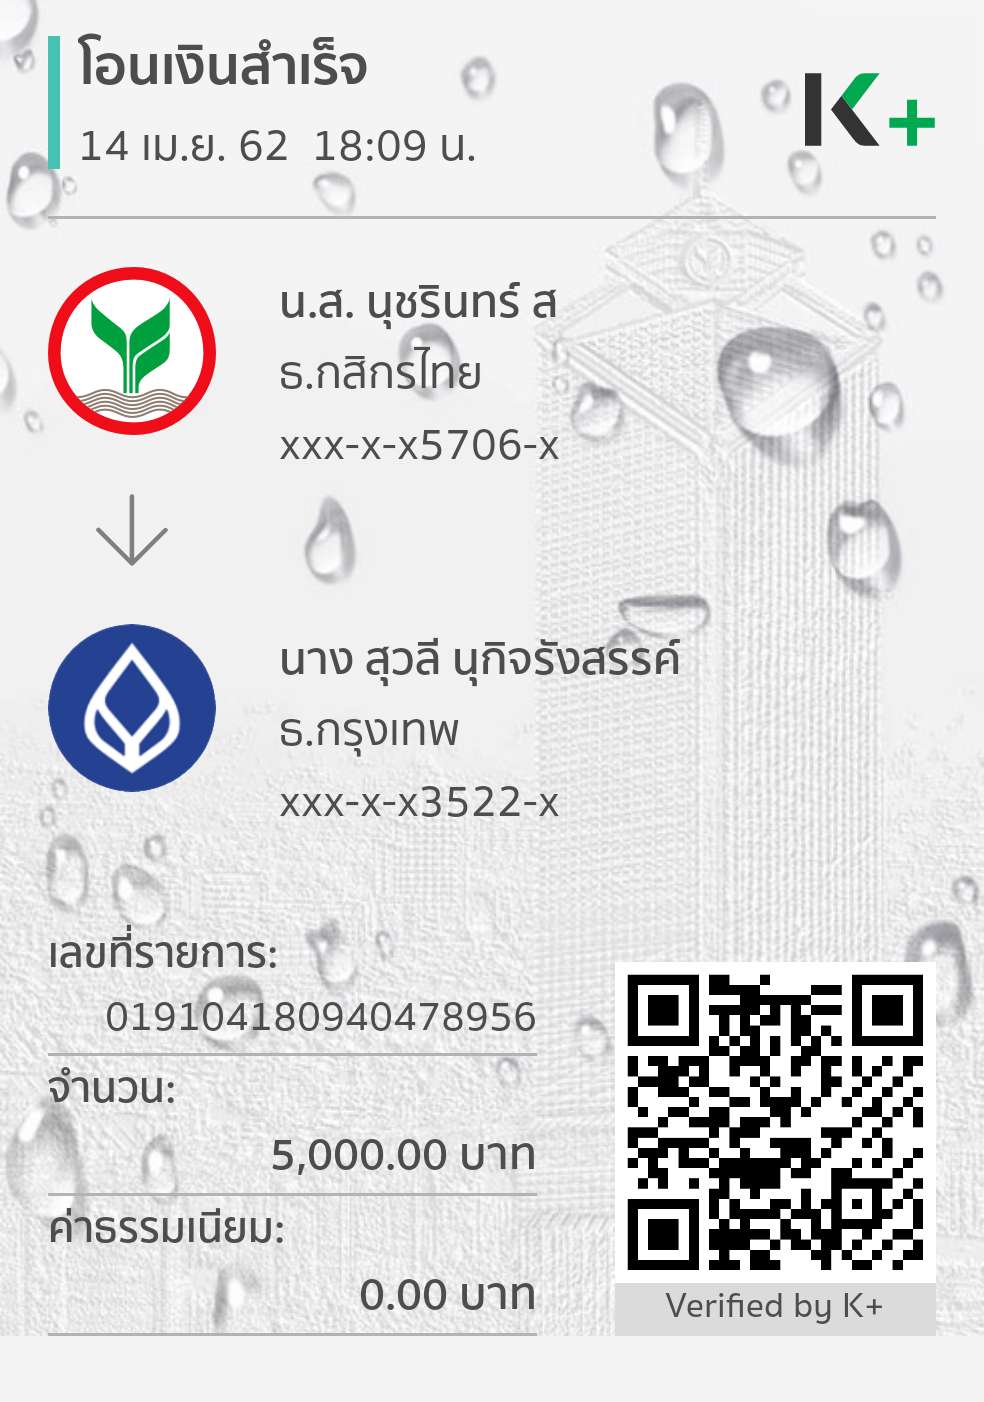 โอนเงินสำเร็จ
14 เม.ย. 62  18:09 น.
K+
น.ส. นุชรินทร์ ส
ธ.กสิกรไทย
xxx-x-x5706-x
นาง สุวลี นุกิจรังสรรค์
ธ.กรุงเทพ
xxx-x-x3522-x
เลขที่รายการ:
019104180940478956
จำนวน:
5,000.00 บาท
ค่าธรรมเนียม:
0.00 บาท
Verified by K+